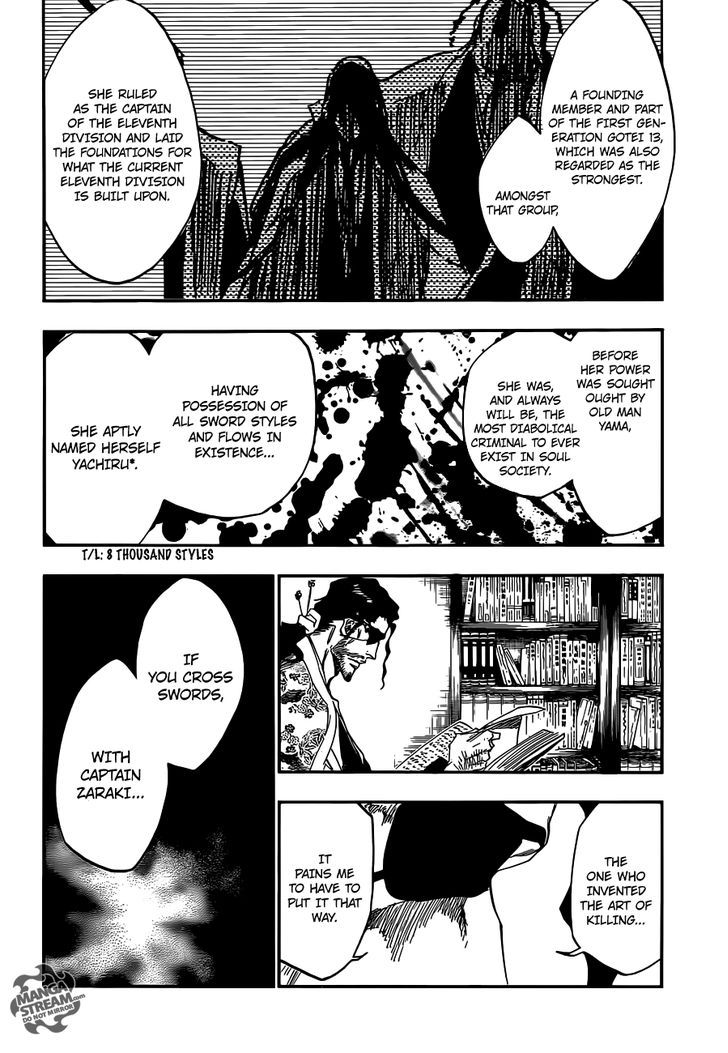 A FOUNDING
MEMBER AND PART
OF THE FIRST GEN-
ERATION GOTEI 13,
WHICH WAS ALSO
REGARDED AS THE
STRONGEST.
AMONGST
THAT GROUP,
SHE RULED
AS THE CAPTAIN
OF THE ELEVENTH
DIVISION AND LAID
THE FOUNDATIONS FOR
WHAT THE CURRENT
ELEVENTH DIVISION
IS BUILT UPON.
BEFORE
HER POWER
WAS SOUGHT
OUGHT BY
OLD MAN
YAMA,
SHE WAS,
AND ALWAYS
WILL BE, THE
MOST DIABOLICAL
CRIMINAL TO EVER
EXIST IN SOUL
SOCIETY.
HAVING
POSSESSION OF
ALL SWORD STYLES
AND FLOWS IN
EXISTENCE...
SHE APTLY
NAMED HERSELF
YACHIRU*.
T/L: 8 THOUSAND STYLES
THE
ONE WHO
INVENTED
THE ART OF
KILLING...
IT
PAINS ME
TO HAVE TO
PUT IT THAT
WAY.
IF
YOU CROSS
SWORDS,
WITH
CAPTAIN
ZARAKI...
MANGA
STREAM.COM
DO NOT MIRROR